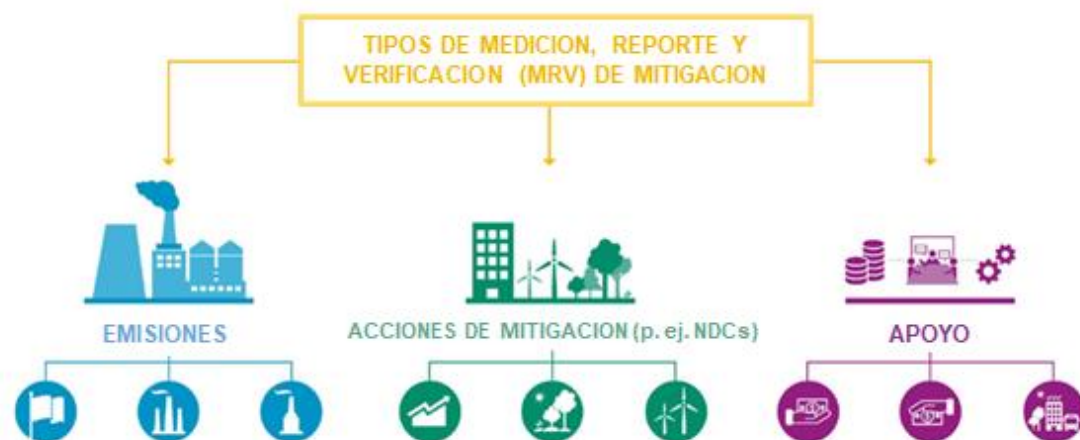 TIPOS DE MEDICION, REPORTE Y
VERIFICACION (MRV) DE MITIGACION
EMISIONES
ACCIONES DE MITIGACION (p. ej. NDCs)
APOYO